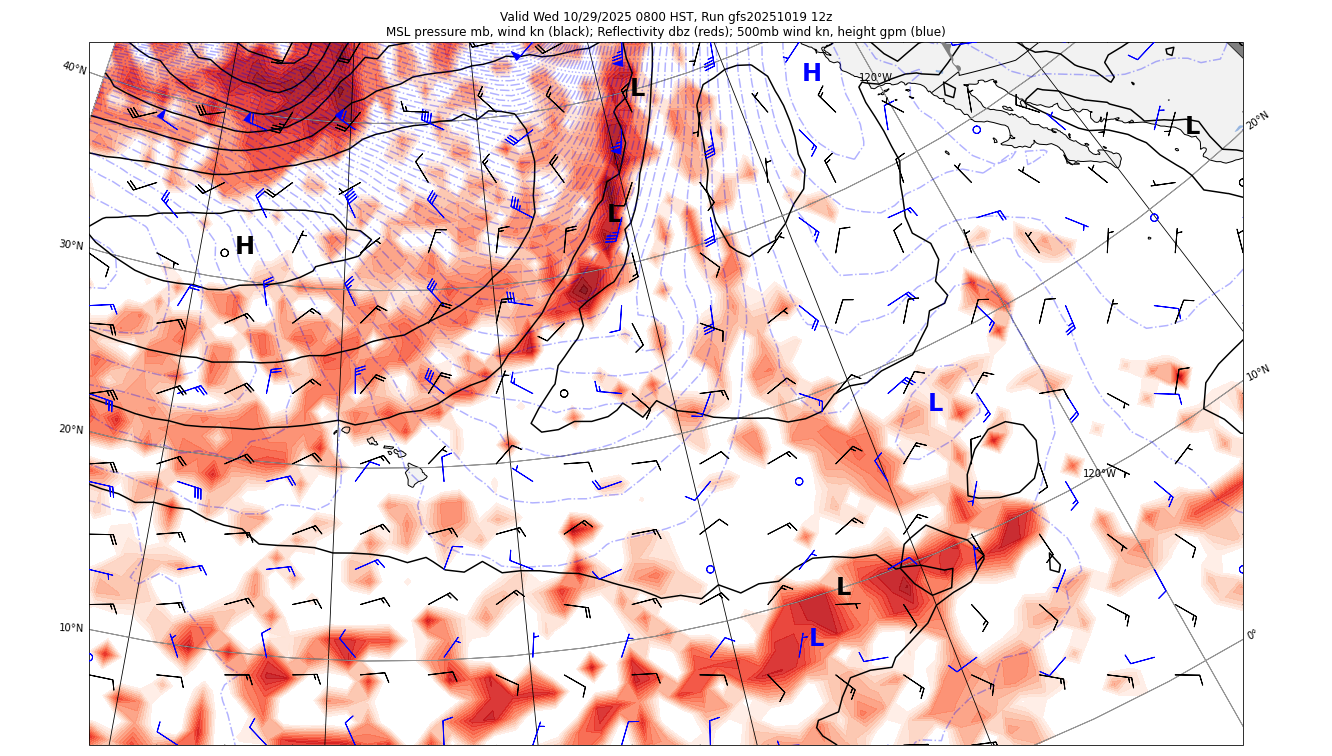 Valid Wed 10/29/2025 0800 HST, Run gfs20251019 12z
MSL pressure mb, wind kn (black); Reflectivity dbz (reds); 500mb wind kn, height gpm (blue)
40°N
H
120°W
L
L
20°N
L
30°N
H
10°N
L
20°N
120°W
L
10°N
L
0°